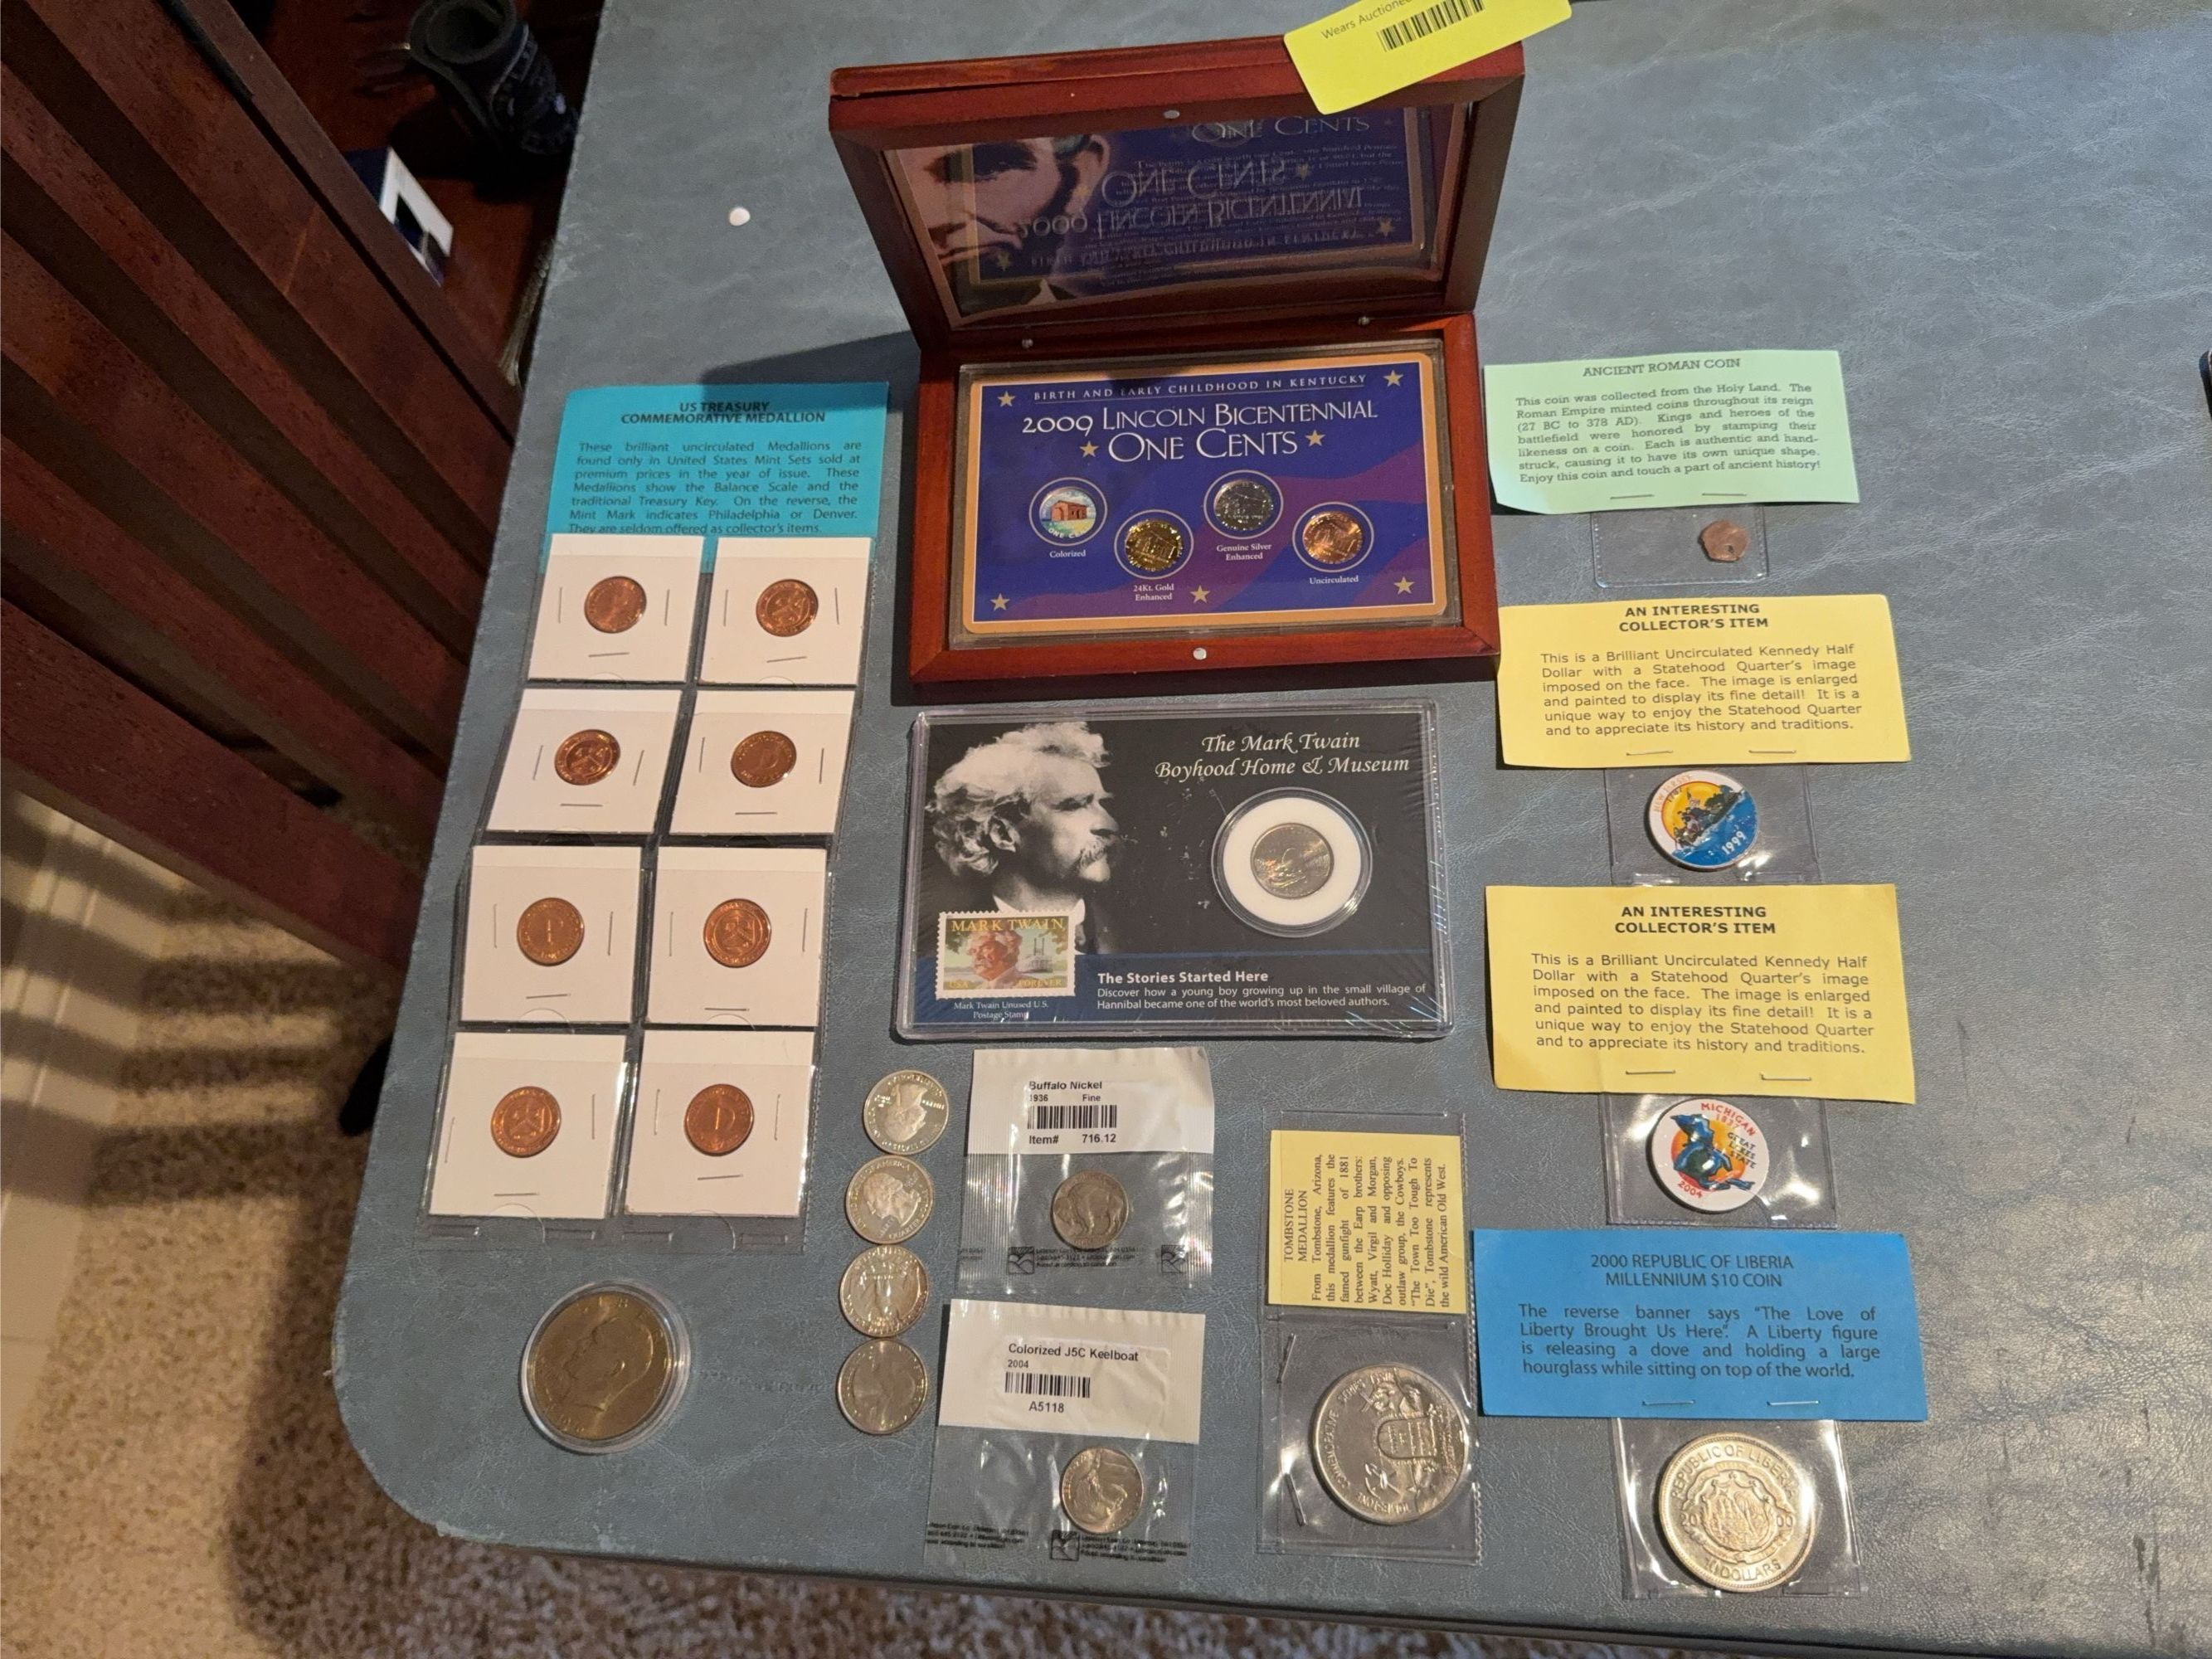 Wears Auctionee
US TREASURY
COMMEMORATIVE MEDALLION
These brilliant uncirculated Medallions are
found only in United States Mint Sets sold at
premium prices in the year of issue. These
Medallions show the Balance Scale and the
traditional Treasury Key. On the reverse, the
Mint Mark indicates Philadelphia or Denver.
They are seldom offered as collector's items.
BIRTH AND EARLY CHILDHOOD IN KENTUCKY
2009 LINCOLN BICENTENNIAL
ONE CENTS
Colorized
24Kt. Gold
Enhanced
Genuine Silver
Enhanced
Uncirculated
The Mark Twain
Boyhood Home & Museum
MARK TWAIN
USA FOREVER
Mark Twain Unused U.S.
Postage Stamp
The Stories Started Here
Discover how a young boy growing up in the small village of
Hannibal became one of the world's most beloved authors.
Buffalo Nickel
1936 Fine
Item# 716.12
Colorized J5C Keelboat
2004
A5118
TOMBSTONE
MEDALLION
From Tombstone, Arizona,
this medallion features the
famed gunfight of 1881
between the Earp brothers:
Wyatt, Virgil and Morgan,
Doc Holliday and opposing
outlaw group, the Cowboys.
"The Town Too Tough To
Die", Tombstone represents
the wild American Old West.
ANCIENT ROMAN COIN
This coin was collected from the Holy Land. The
Roman Empire minted coins throughout its reign
(27 BC to 378 AD). Kings and heroes of the
battlefield were honored by stamping their
likeness on a coin. Each is authentic and hand-
struck, causing it to have its own unique shape.
Enjoy this coin and touch a part of ancient history!
AN INTERESTING
COLLECTOR'S ITEM
This is a Brilliant Uncirculated Kennedy Half
Dollar with a Statehood Quarter's image
imposed on the face. The image is enlarged
and painted to display its fine detail! It is a
unique way to enjoy the Statehood Quarter
and to appreciate its history and traditions.
1999
AN INTERESTING
COLLECTOR'S ITEM
This is a Brilliant Uncirculated Kennedy Half
Dollar with a Statehood Quarter's image
imposed on the face. The image is enlarged
and painted to display its fine detail! It is a
unique way to enjoy the Statehood Quarter
and to appreciate its history and traditions.
MICHIGAN
1837
GREAT
LAKES
STATE
2004
2000 REPUBLIC OF LIBERIA
MILLENNIUM $10 COIN
The reverse banner says "The Love of
Liberty Brought Us Here". A Liberty figure
is releasing a dove and holding a large
hourglass while sitting on top of the world.
REPUBLIC OF LIBERIA
2000
DOLLARS